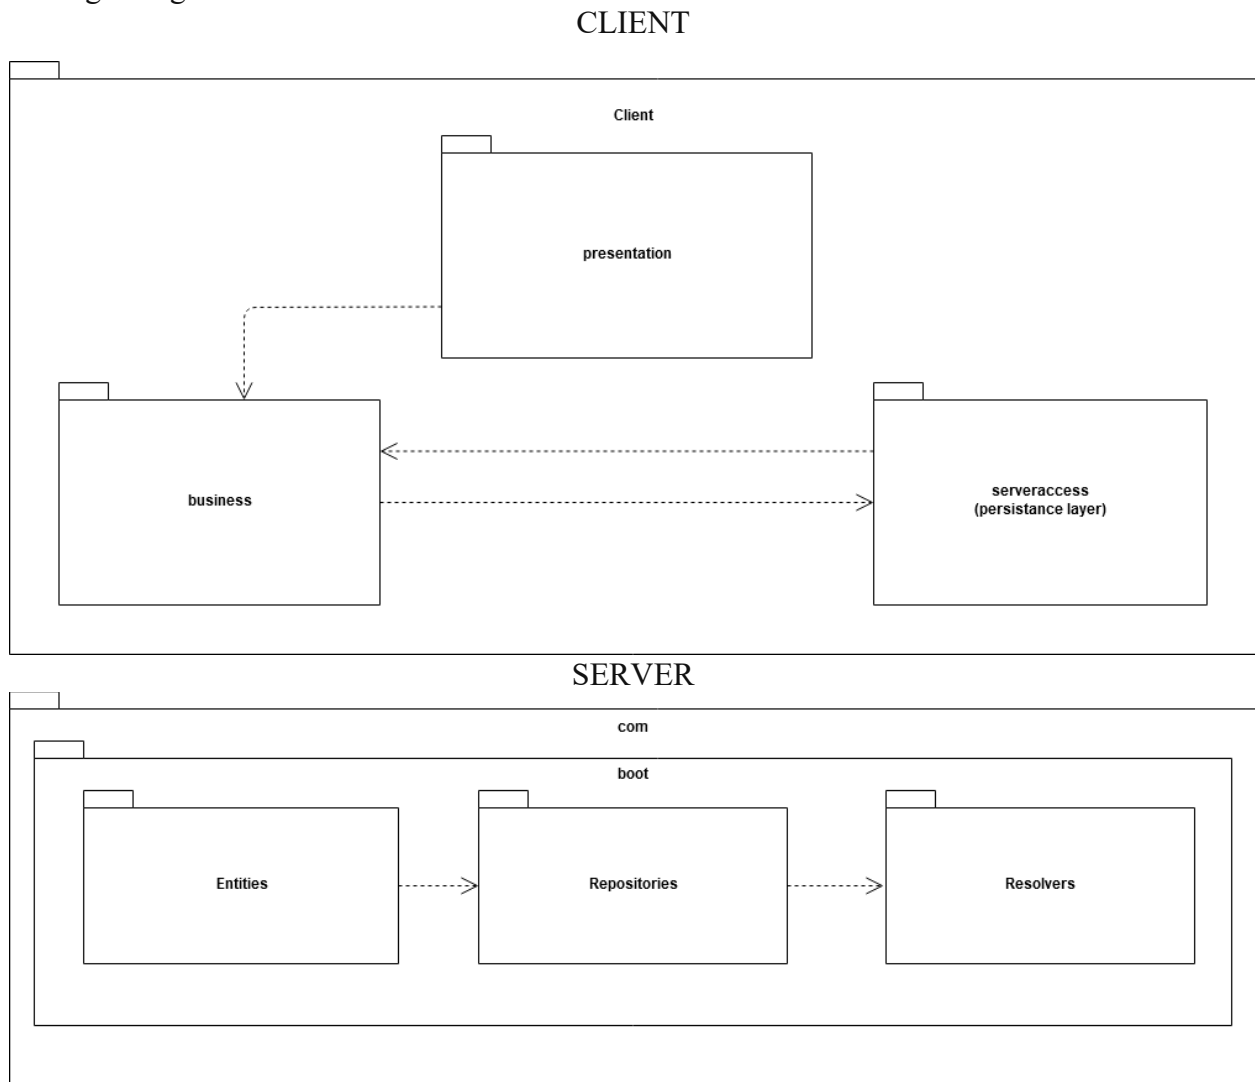 CLIENT
Client
presentation
business
serveraccess
(persistance layer)
SERVER
com
boot
Entities
Repositories
Resolvers